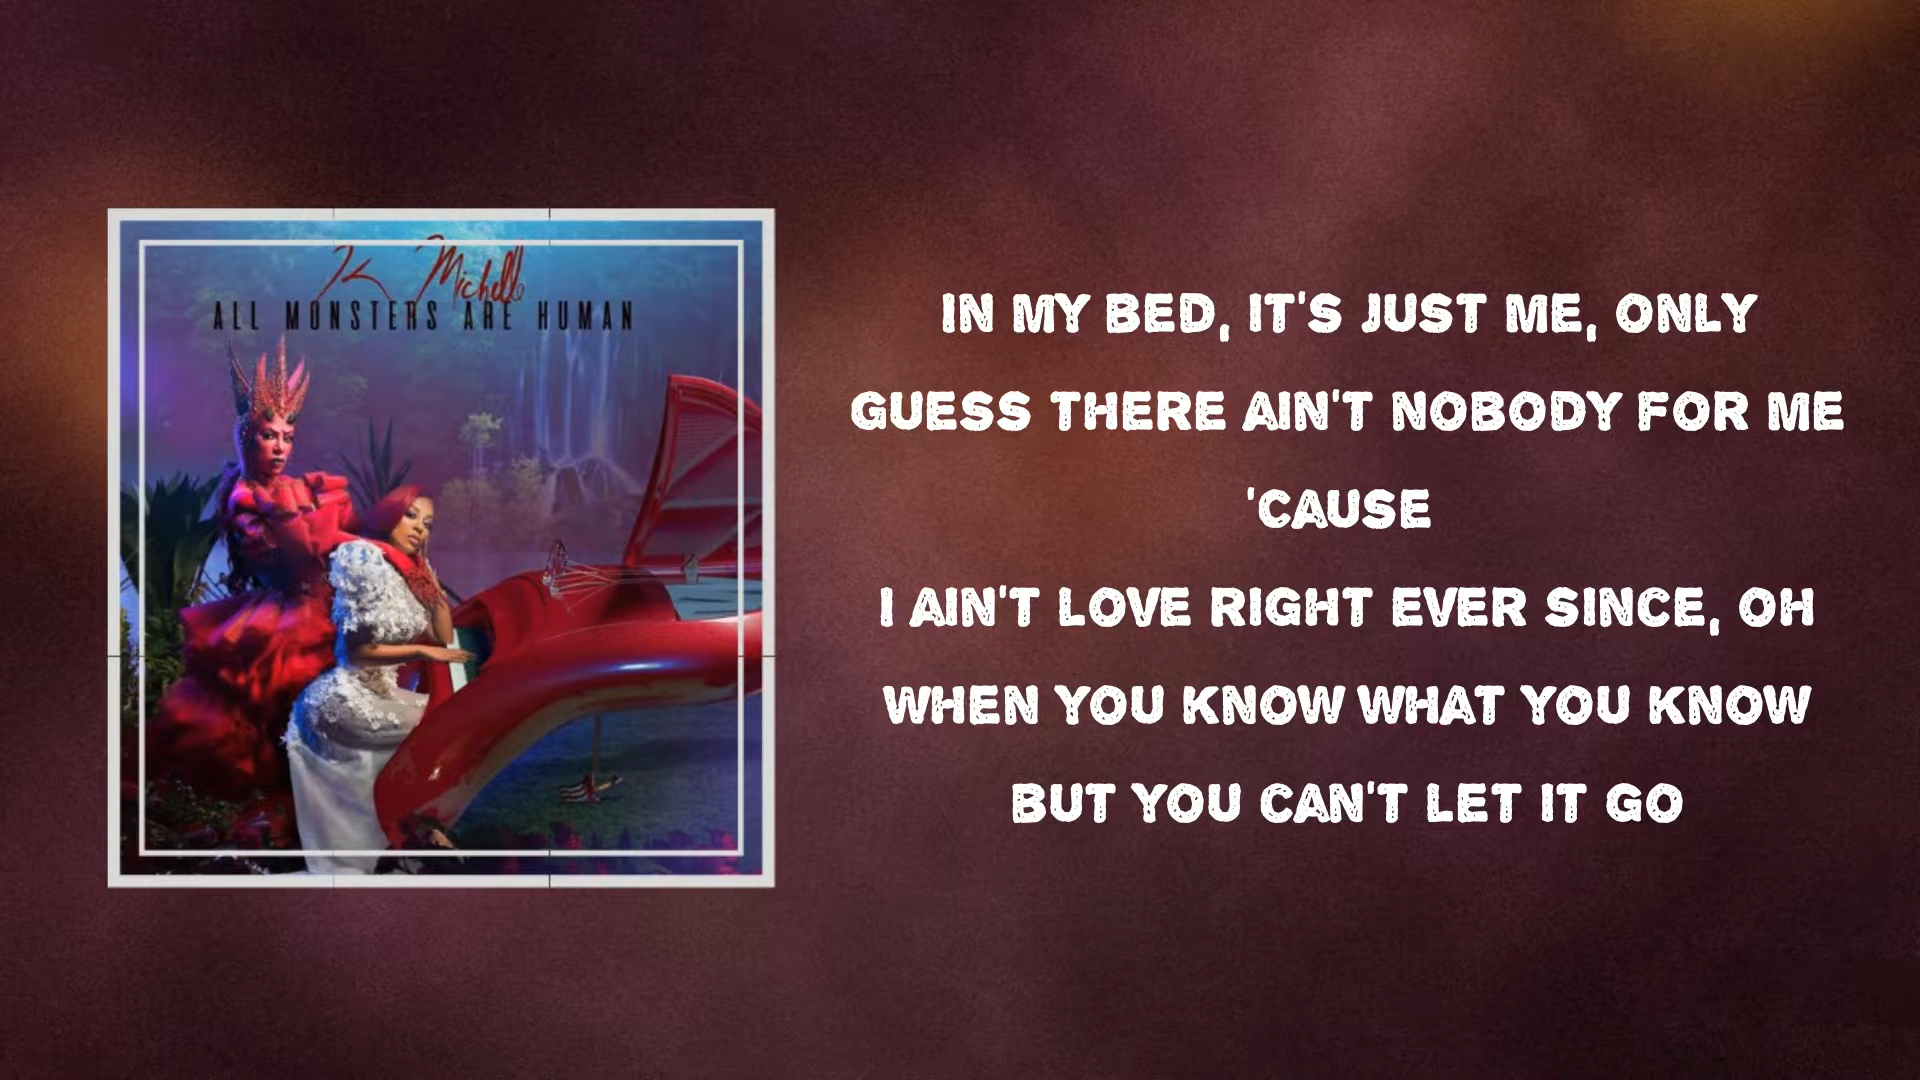 K Michelle
ALL MONSTERS ARE HUMAN
IN MY BED, IT'S JUST ME, ONLY
GUESS THERE AIN'T NOBODY FOR ME
'CAUSE
I AIN'T LOVE RIGHT EVER SINCE, OH
WHEN YOU KNOW WHAT YOU KNOW
BUT YOU CAN'T LET IT GO